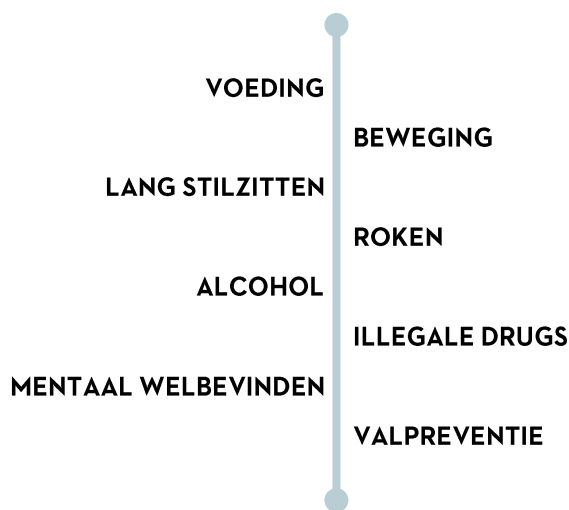 VOEDING
BEWEGING
LANG STILZITTEN
ROKEN
ALCOHOL
ILLEGALE DRUGS
MENTAAL WELBEVINDEN
VALPREVENTIE